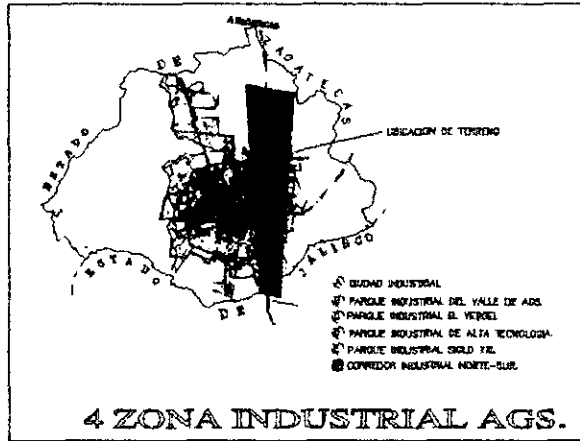 A ZACATECAS
ESTADO DE ZACATECAS
UBICACION DE TERRENO
ESTADO DE JALISCO
CIUDAD INDUSTRIAL
PARQUE INDUSTRIAL DEL VALLE DE AGS.
PARQUE INDUSTRIAL EL VERGEL
PARQUE INDUSTRIAL DE ALTA TECNOLOGIA.
PARQUE INDUSTRIAL SIGLO XXI.
CORREDOR INDUSTRIAL NORTE-SUR.
4 ZONA INDUSTRIAL AGS.